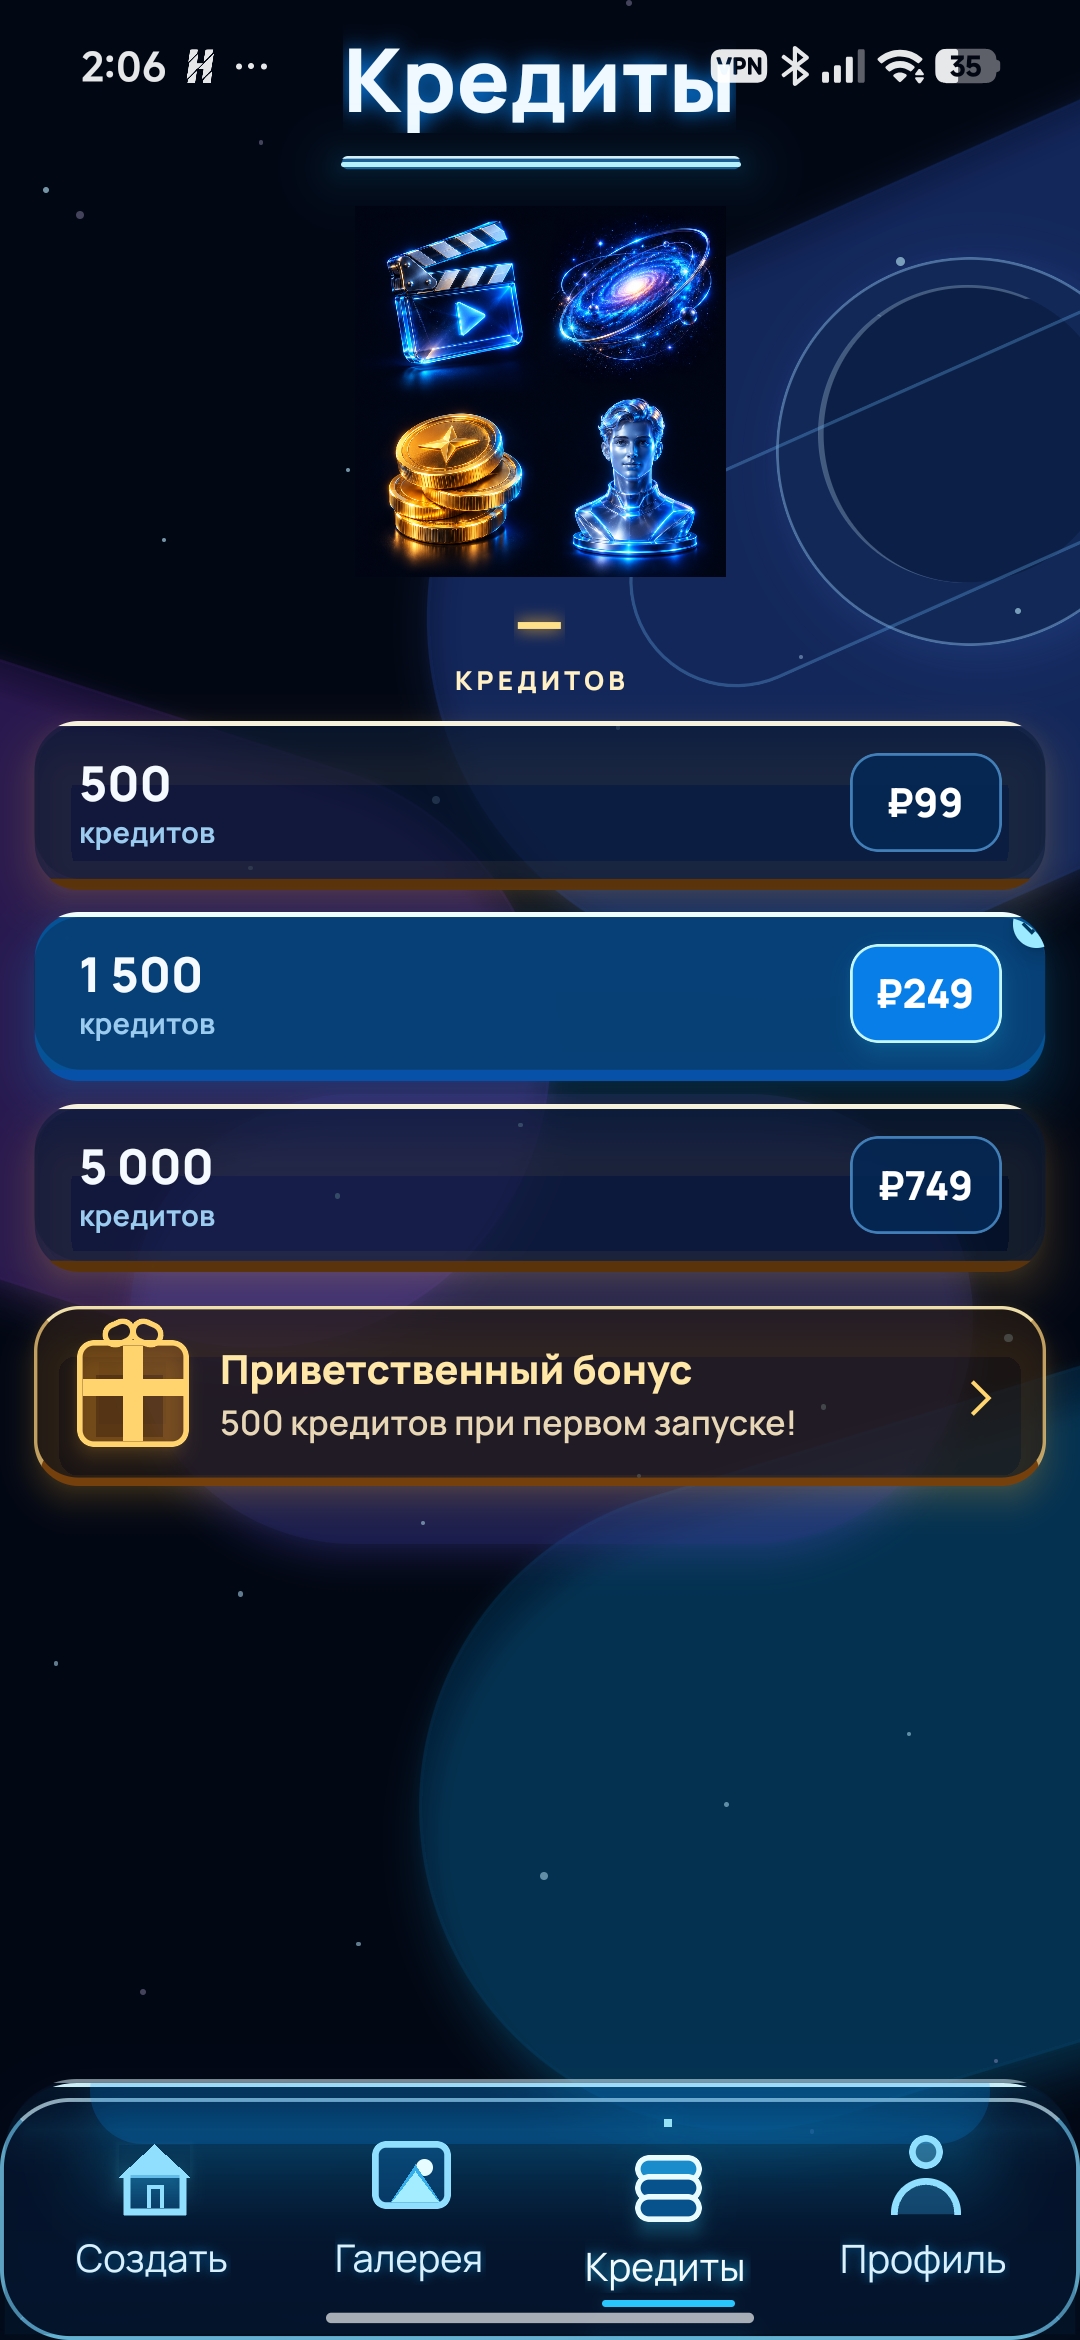 2:06 ... VPN 35
Кредиты
—
КРЕДИТОВ
500
кредитов
₽99
1 500
кредитов
₽249
5 000
кредитов
₽749
Приветственный бонус
500 кредитов при первом запуске!
Создать
Галерея
Кредиты
Профиль